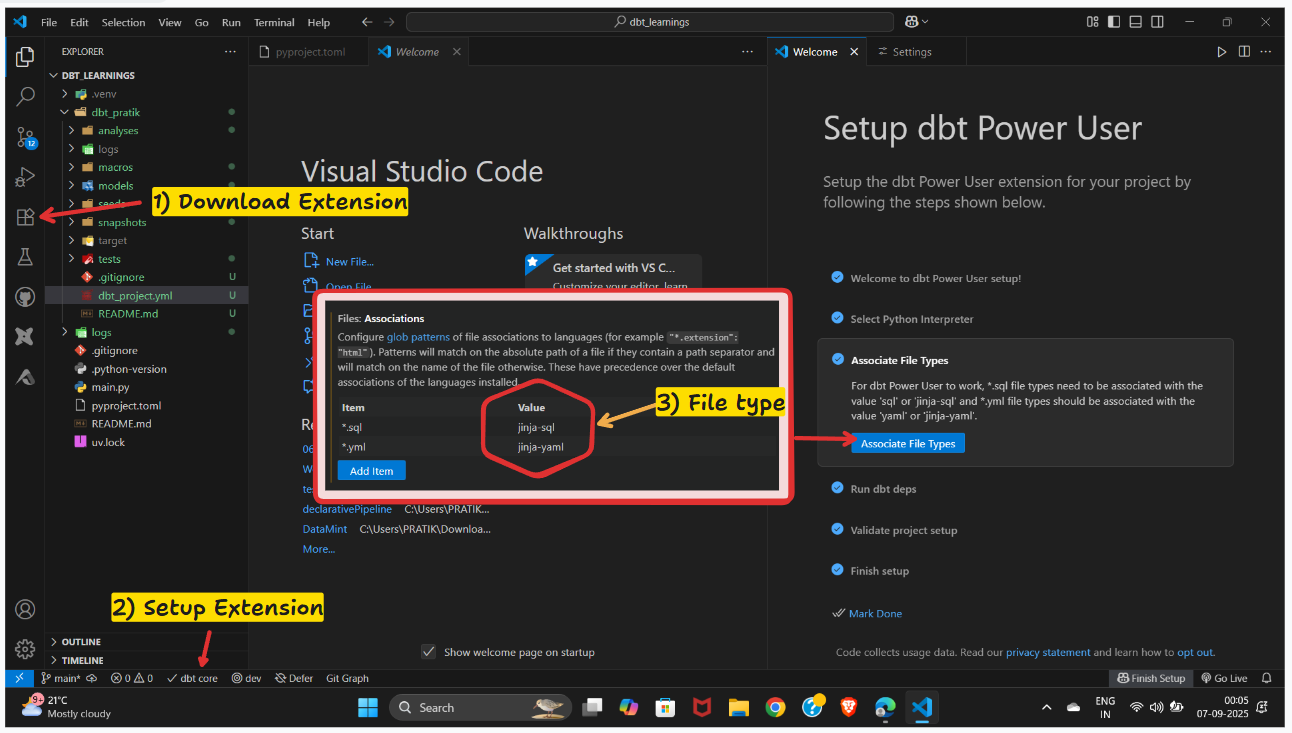 File Edit Selection View Go Run Terminal Help
dbt_learnings
EXPLORER
DBT_LEARNINGS
.venv
dbt_pratik
analyses
logs
macros
models
seeds
snapshots
target
tests
.gitignore U
dbt_project.yml U
README.md U
logs
.gitignore
.python-version
main.py
pyproject.toml
README.md
uv.lock
OUTLINE
TIMELINE
12
1) Download Extension
2) Setup Extension
pyproject.toml
Welcome
Visual Studio Code
Start
New File...
Open File
Walkthroughs
Get started with VS C...
Customize your editor, learn
Files: Associations
Configure glob patterns of file associations to languages (for example "*.extension":
"html"). Patterns will match on the absolute path of a file if they contain a path separator and
will match on the name of the file otherwise. These have precedence over the default
associations of the languages installed.
Item Value
*.sql jinja-sql
*.yml jinja-yaml
Add Item
3) File type
declarativePipeline C:\Users\PRATIK...
DataMint C:\Users\PRATIK\Downloa...
More...
Show welcome page on startup
Welcome
Settings
Setup dbt Power User
Setup the dbt Power User extension for your project by
following the steps shown below.
Welcome to dbt Power User setup!
Select Python Interpreter
Associate File Types
For dbt Power User to work, *.sql file types need to be associated with the
value 'sql' or 'jinja-sql' and *.yml file types should be associated with the
value 'yaml' or 'jinja-yaml'.
Associate File Types
Run dbt deps
Validate project setup
Finish setup
Mark Done
Code collects usage data. Read our privacy statement and learn how to opt out.
main* 0 0 dbt core dev Defer Git Graph
Finish Setup Go Live
9+
21°C
Mostly cloudy
Search
ENG
IN
00:05
07-09-2025